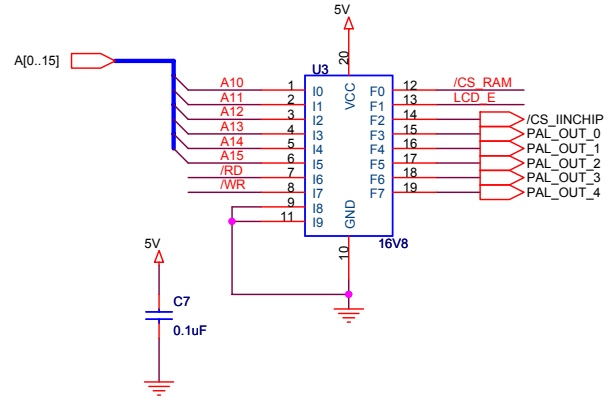 5V
A[0..15]
U3
20
VCC
A10 1 I0 F0 12 /CS_RAM
A11 2 I1 F1 13 LCD_E
A12 3 I2 F2 14 /CS_IINCHIP
A13 4 I3 F3 15 PAL_OUT_0
A14 5 I4 F4 16 PAL_OUT_1
A15 6 I5 F5 17 PAL_OUT_2
/RD 7 I6 F6 18 PAL_OUT_3
/WR 8 I7 F7 19 PAL_OUT_4
9 I8
11 I9
GND
10
16V8
5V
C7
0.1uF